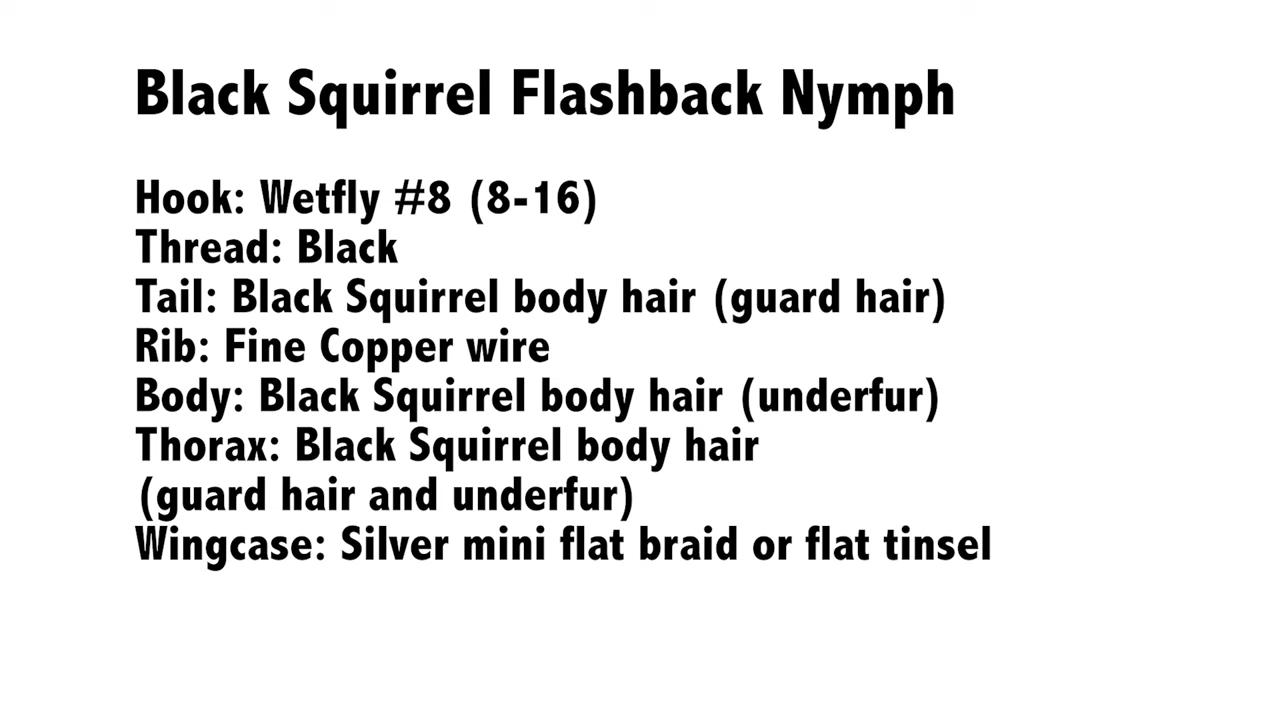 Black Squirrel Flashback Nymph
Hook: Wetfly #8 (8-16)
Thread: Black
Tail: Black Squirrel body hair (guard hair)
Rib: Fine Copper wire
Body: Black Squirrel body hair (underfur)
Thorax: Black Squirrel body hair
(guard hair and underfur)
Wingcase: Silver mini flat braid or flat tinsel